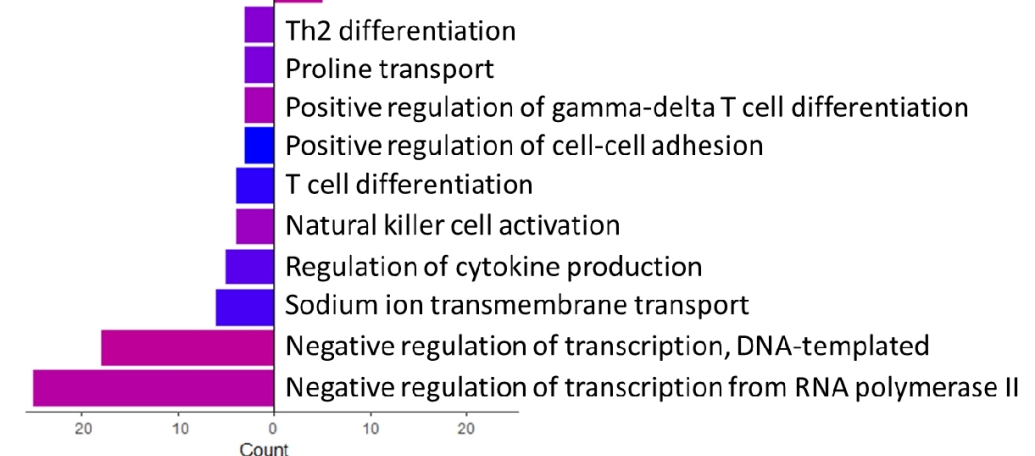 Th2 differentiation
Proline transport
Positive regulation of gamma-delta T cell differentiation
Positive regulation of cell-cell adhesion
T cell differentiation
Natural killer cell activation
Regulation of cytokine production
Sodium ion transmembrane transport
Negative regulation of transcription, DNA-templated
Negative regulation of transcription from RNA polymerase II
20 10 0 10 20
Count